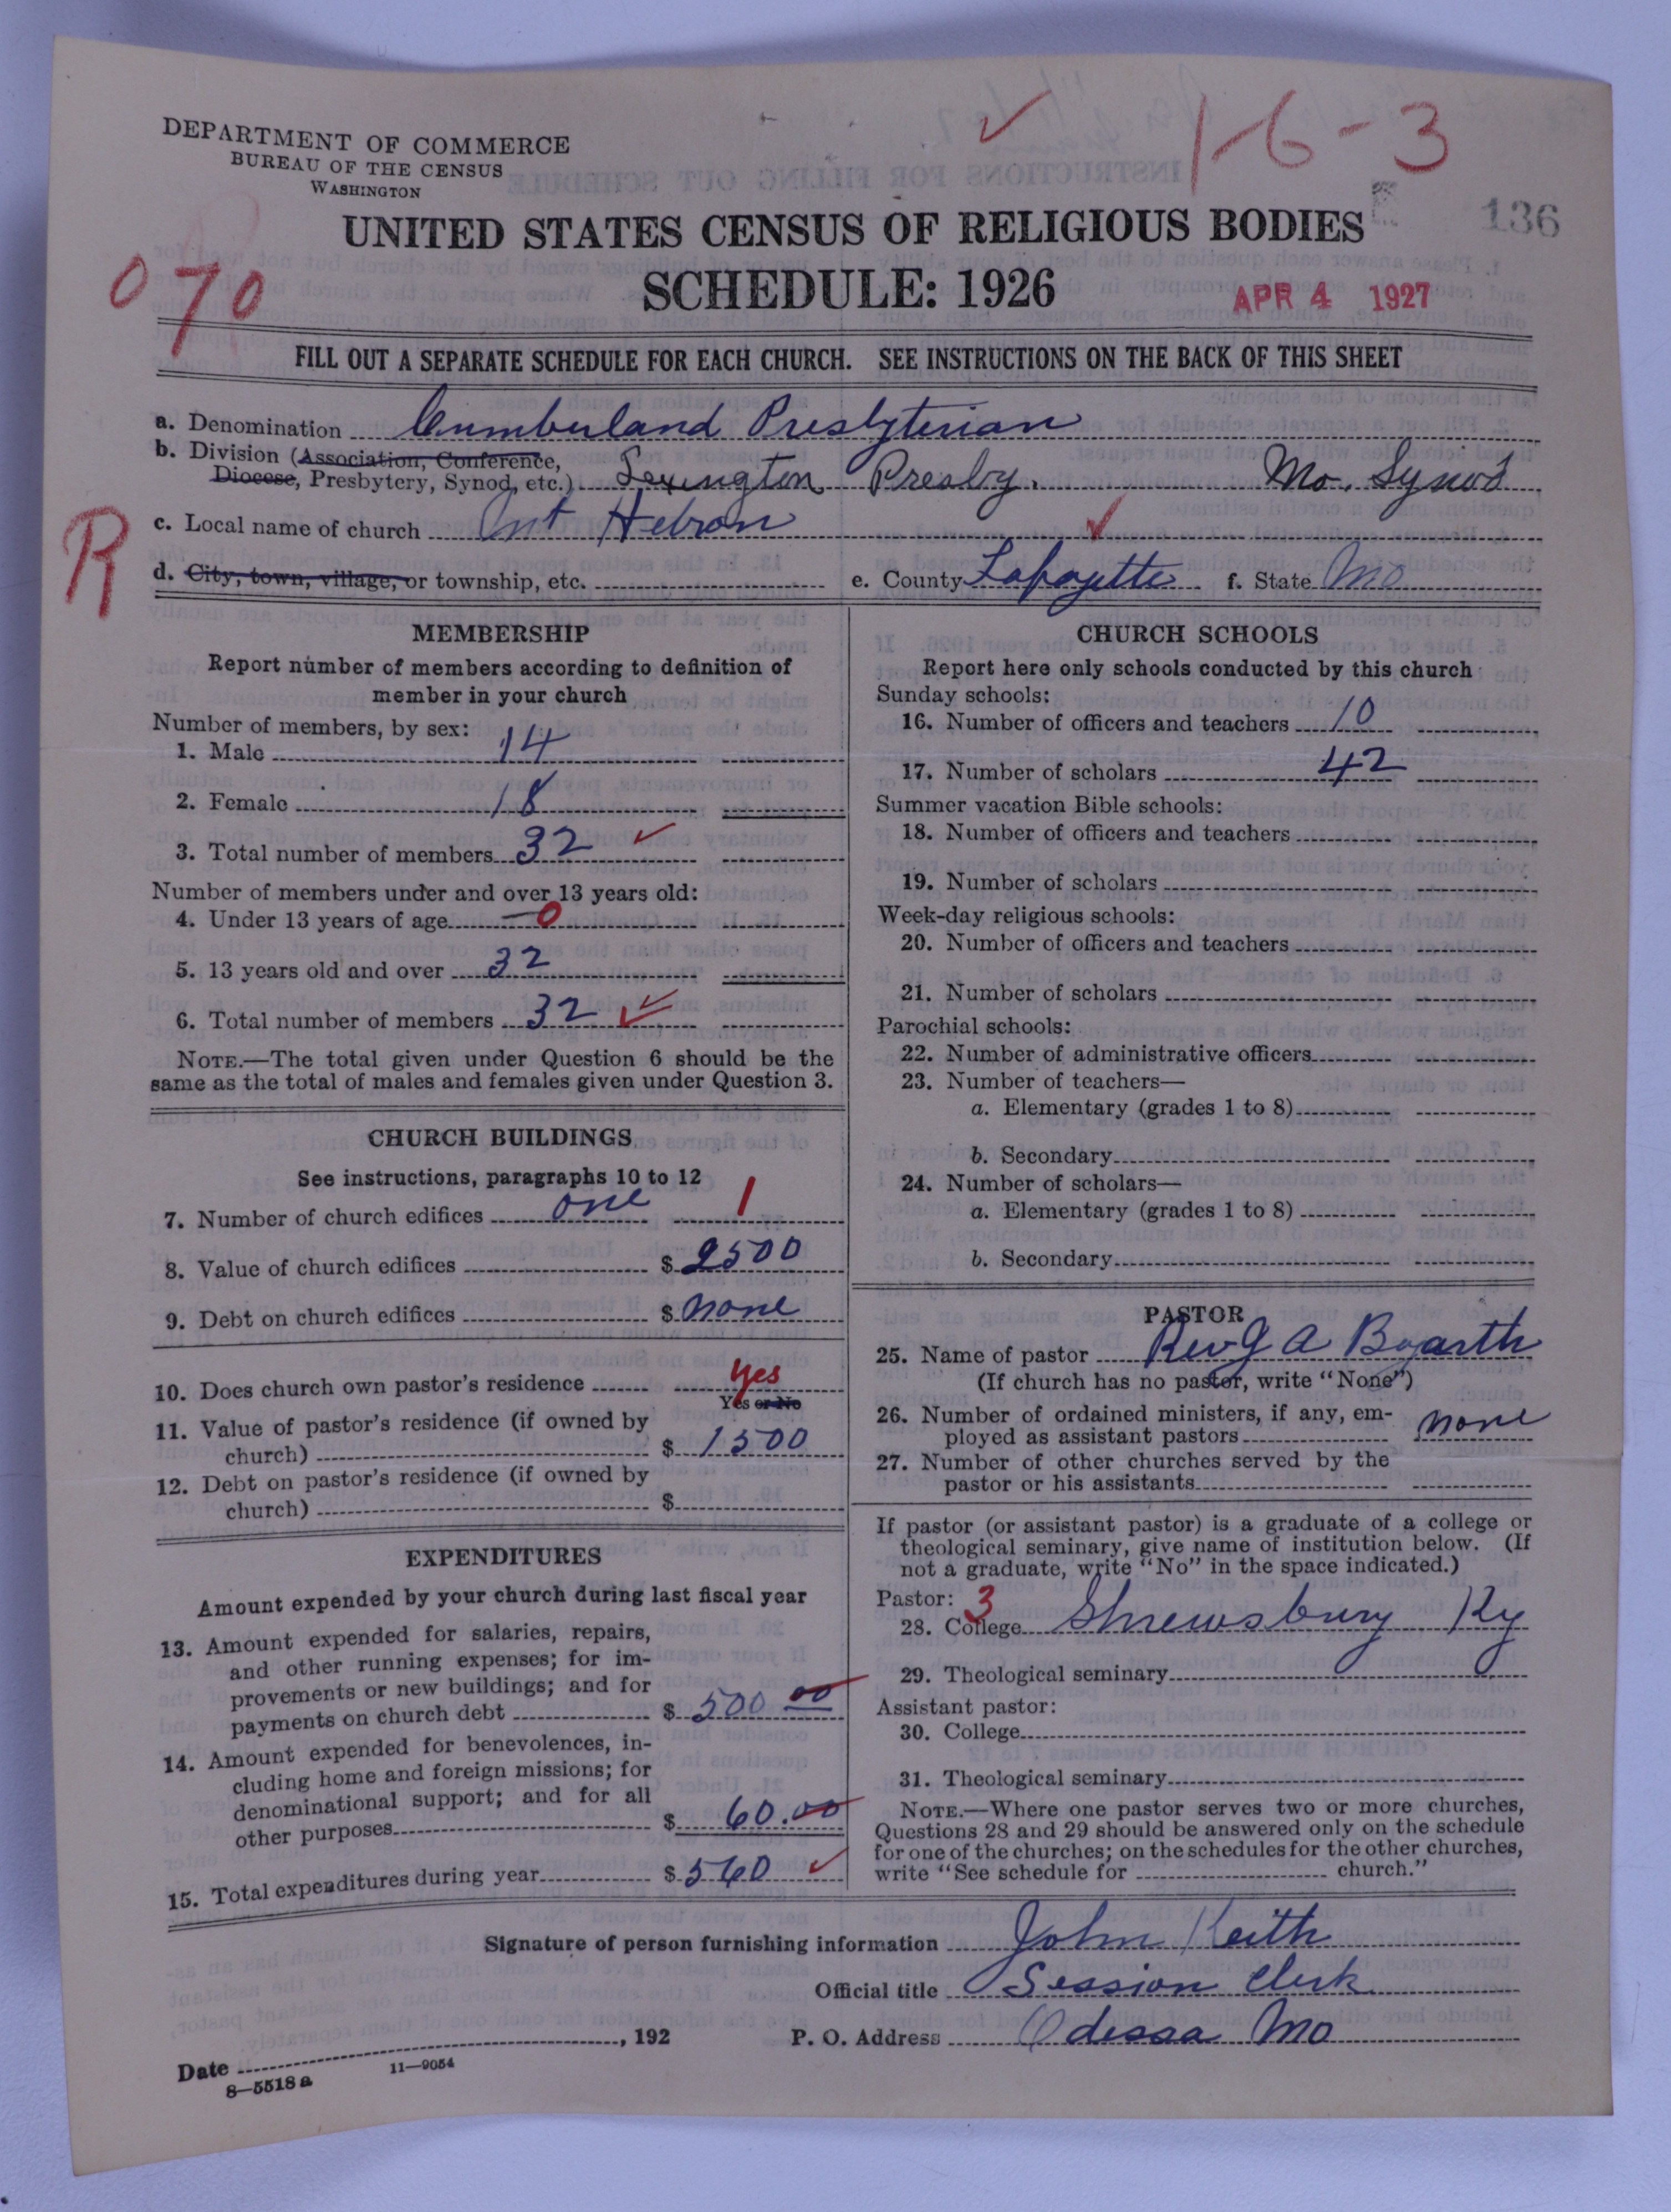 1-6-3
DEPARTMENT OF COMMERCE
BUREAU OF THE CENSUS
WASHINGTON
136
UNITED STATES CENSUS OF RELIGIOUS BODIES
SCHEDULE: 1926
APR 4 1927
070
FILL OUT A SEPARATE SCHEDULE FOR EACH CHURCH. SEE INSTRUCTIONS ON THE BACK OF THIS SHEET
a. Denomination Cumberland Presbyterian
b. Division (Association, Conference,
Diocese, Presbytery, Synod, etc.) Lexington Presby. Mo. Synod
R
c. Local name of church Mt Hebron
d. City, town, village, or township, etc. e. County Lafayette f. State Mo
MEMBERSHIP
Report number of members according to definition of
member in your church
Number of members, by sex:
1. Male 14
2. Female 18
3. Total number of members 32
Number of members under and over 13 years old:
4. Under 13 years of age 0
5. 13 years old and over 32
6. Total number of members 32
NOTE.—The total given under Question 6 should be the
same as the total of males and females given under Question 3.
CHURCH BUILDINGS
See instructions, paragraphs 10 to 12
7. Number of church edifices one 1
8. Value of church edifices $ 2500
9. Debt on church edifices $ none
10. Does church own pastor's residence yes
Yes or No
11. Value of pastor's residence (if owned by
church) $ 1500
12. Debt on pastor's residence (if owned by
church) $
EXPENDITURES
Amount expended by your church during last fiscal year
13. Amount expended for salaries, repairs,
and other running expenses; for im-
provements or new buildings; and for
payments on church debt $ 500 00
14. Amount expended for benevolences, in-
cluding home and foreign missions; for
denominational support; and for all
other purposes $ 60.00
15. Total expenditures during year $ 560
CHURCH SCHOOLS
Report here only schools conducted by this church
Sunday schools:
16. Number of officers and teachers 10
17. Number of scholars 42
Summer vacation Bible schools:
18. Number of officers and teachers
19. Number of scholars
Week-day religious schools:
20. Number of officers and teachers
21. Number of scholars
Parochial schools:
22. Number of administrative officers
23. Number of teachers—
a. Elementary (grades 1 to 8)
b. Secondary
24. Number of scholars—
a. Elementary (grades 1 to 8)
b. Secondary
PASTOR
25. Name of pastor Rev J A Bogarth
(If church has no pastor, write "None")
26. Number of ordained ministers, if any, em-
ployed as assistant pastors none
27. Number of other churches served by the
pastor or his assistants
If pastor (or assistant pastor) is a graduate of a college or
theological seminary, give name of institution below. (If
not a graduate, write "No" in the space indicated.)
Pastor: 3
28. College Shrewsbury Ky
29. Theological seminary
Assistant pastor:
30. College
31. Theological seminary
NOTE.—Where one pastor serves two or more churches,
Questions 28 and 29 should be answered only on the schedule
for one of the churches; on the schedules for the other churches,
write "See schedule for church."
Signature of person furnishing information John Keith
Official title Session Clerk
Date , 192 P. O. Address Odessa Mo
8—5518 a 11—9054